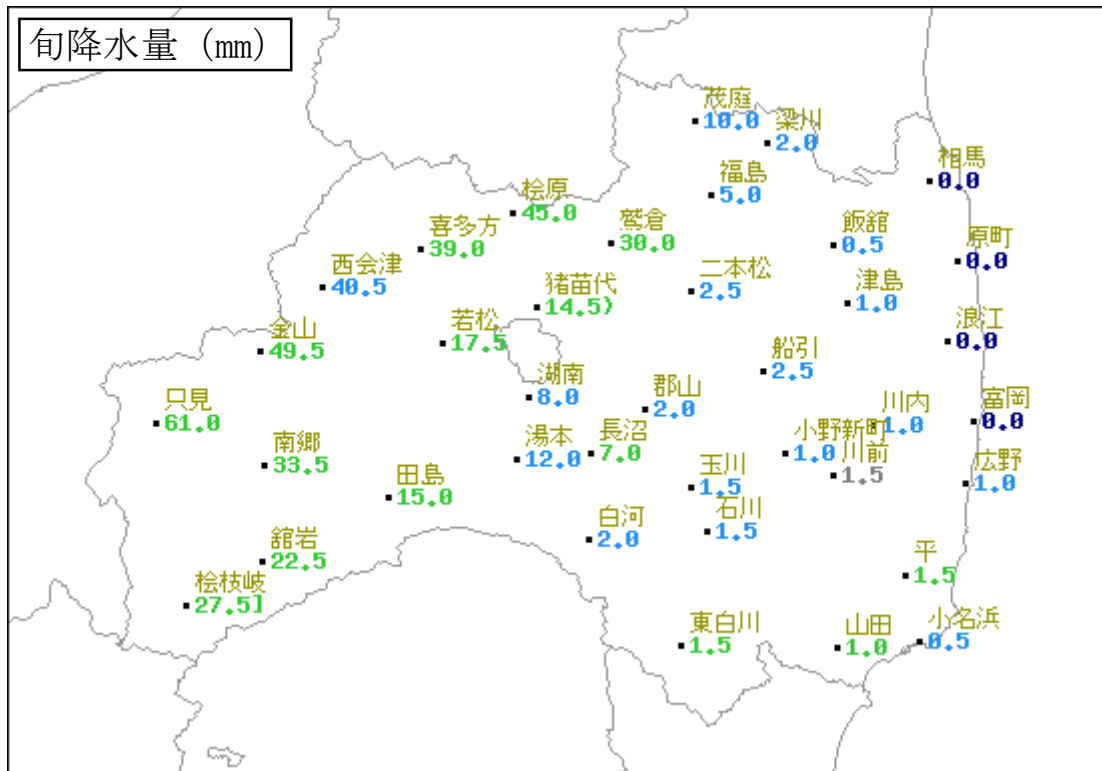 旬降水量 (mm)
茂庭
10.0
梁川
2.0
相馬
0.0
福島
5.0
桧原
45.0
喜多方
39.0
鷲倉
30.0
飯舘
0.5
原町
0.0
西会津
40.5
二本松
2.5
猪苗代
14.5)
津島
1.0
若松
17.5
金山
49.5
浪江
0.0
船引
2.5
湖南
8.0
郡山
2.0
只見
61.0
川内
1.0
富岡
0.0
南郷
33.5
湯本
12.0
長沼
7.0
小野新町
1.0
川前
1.5
広野
1.0
田島
15.0
玉川
1.5
石川
1.5
白河
2.0
舘岩
22.5
平
1.5
桧枝岐
27.5]
東白川
1.5
山田
1.0
小名浜
0.5